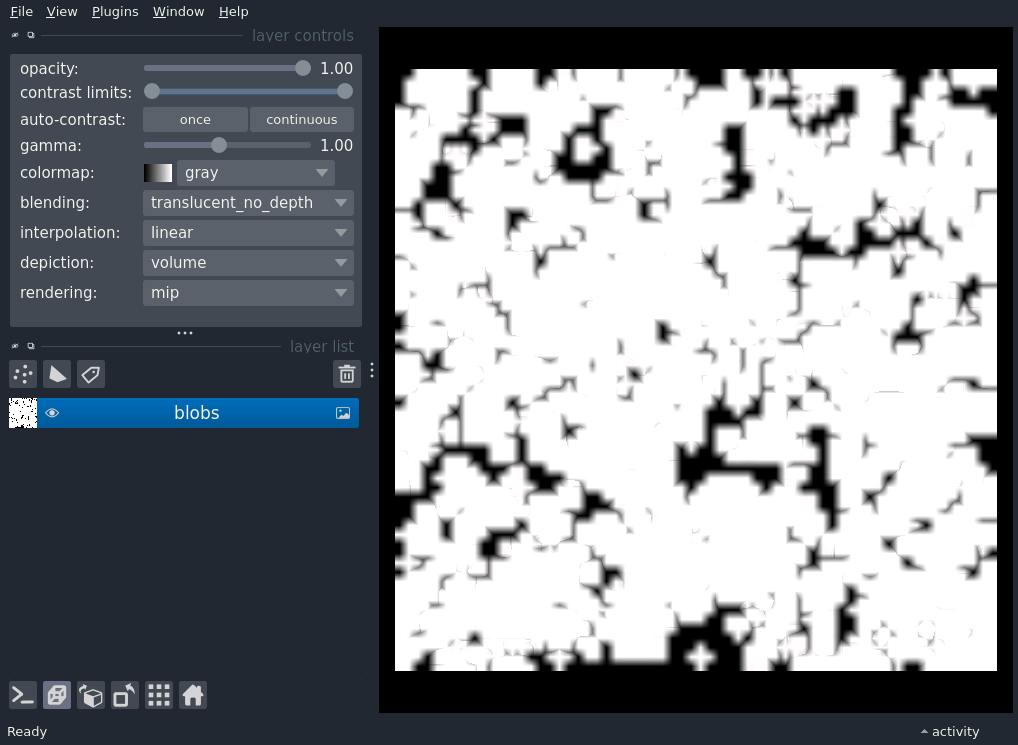 File View Plugins Window Help
layer controls
opacity: 1.00
contrast limits:
auto-contrast: once continuous
gamma: 1.00
colormap: gray
blending: translucent_no_depth
interpolation: linear
depiction: volume
rendering: mip
layer list
blobs
Ready activity